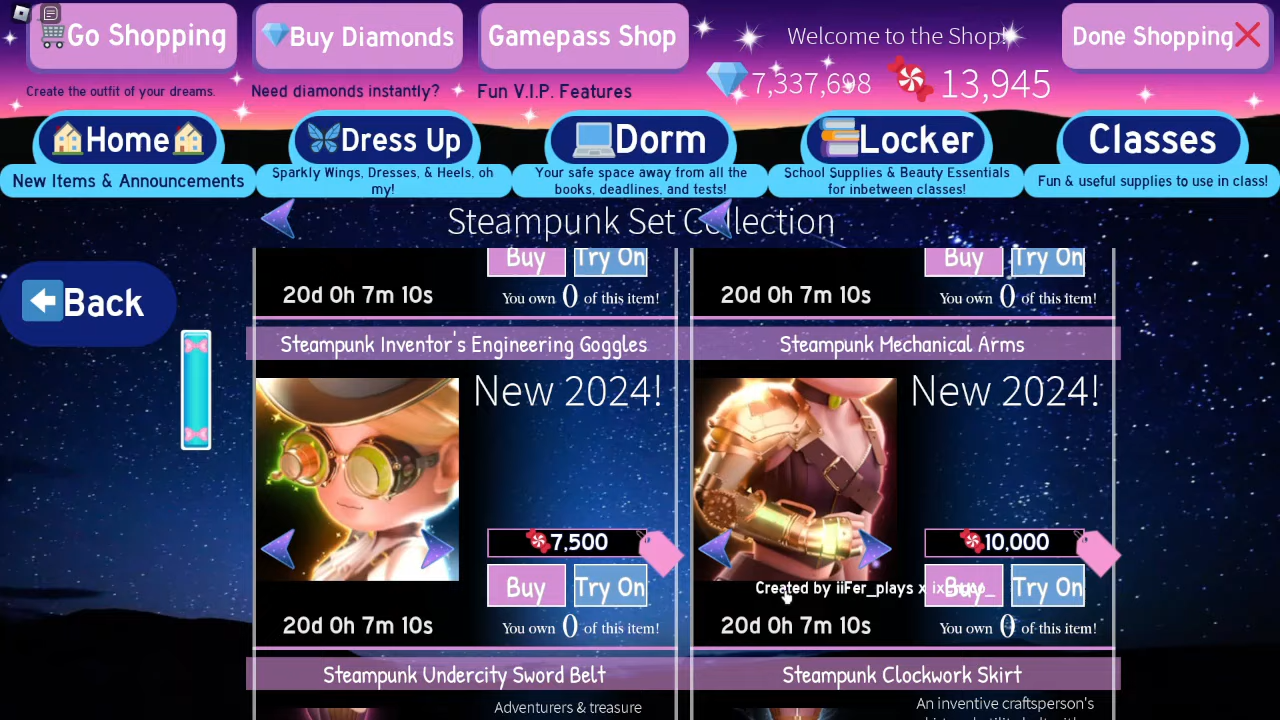 Go Shopping
Buy Diamonds
Gamepass Shop
Welcome to the Shop!
Done Shopping
Create the outfit of your dreams.
Need diamonds instantly?
Fun V.I.P. Features
7,337,698
13,945
Home
Dress Up
Dorm
Locker
Classes
New Items & Announcements
Sparkly Wings, Dresses, & Heels, oh
my!
Your safe space away from all the
books, deadlines, and tests!
School Supplies & Beauty Essentials
for inbetween classes!
Fun & useful supplies to use in class!
Steampunk Set Collection
Back
Buy
Try On
20d 0h 7m 10s
You own 0 of this item!
Buy
Try On
20d 0h 7m 10s
You own 0 of this item!
Steampunk Inventor's Engineering Goggles
New 2024!
7,500
Buy
Try On
20d 0h 7m 10s
You own 0 of this item!
Steampunk Mechanical Arms
New 2024!
10,000
Created by iiFer_plays x
Buy
Try On
20d 0h 7m 10s
You own 0 of this item!
Steampunk Undercity Sword Belt
Adventurers & treasure
Steampunk Clockwork Skirt
An inventive craftsperson's